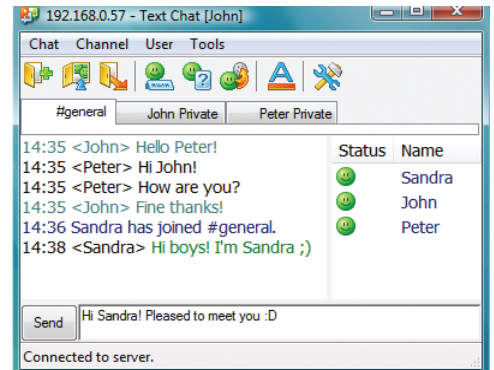 192.168.0.57 - Text Chat [John]
Chat Channel User Tools
#general John Private Peter Private
14:35 <John> Hello Peter!
14:35 <Peter> Hi John!
14:35 <Peter> How are you?
14:35 <John> Fine thanks!
14:36 Sandra has joined #general.
14:38 <Sandra> Hi boys! I'm Sandra ;)
Status Name
Sandra
John
Peter
Send Hi Sandra! Pleased to meet you :D
Connected to server.